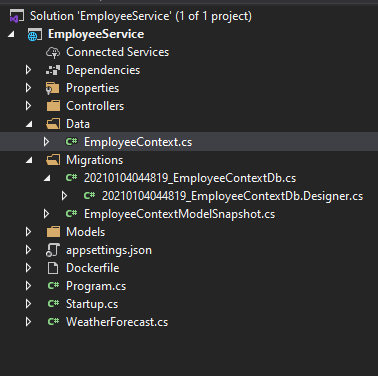 Solution 'EmployeeService' (1 of 1 project)
EmployeeService
Connected Services
Dependencies
Properties
Controllers
Data
C# EmployeeContext.cs
Migrations
C# 20210104044819_EmployeeContextDb.cs
C# 20210104044819_EmployeeContextDb.Designer.cs
C# EmployeeContextModelSnapshot.cs
Models
appsettings.json
Dockerfile
C# Program.cs
C# Startup.cs
C# WeatherForecast.cs